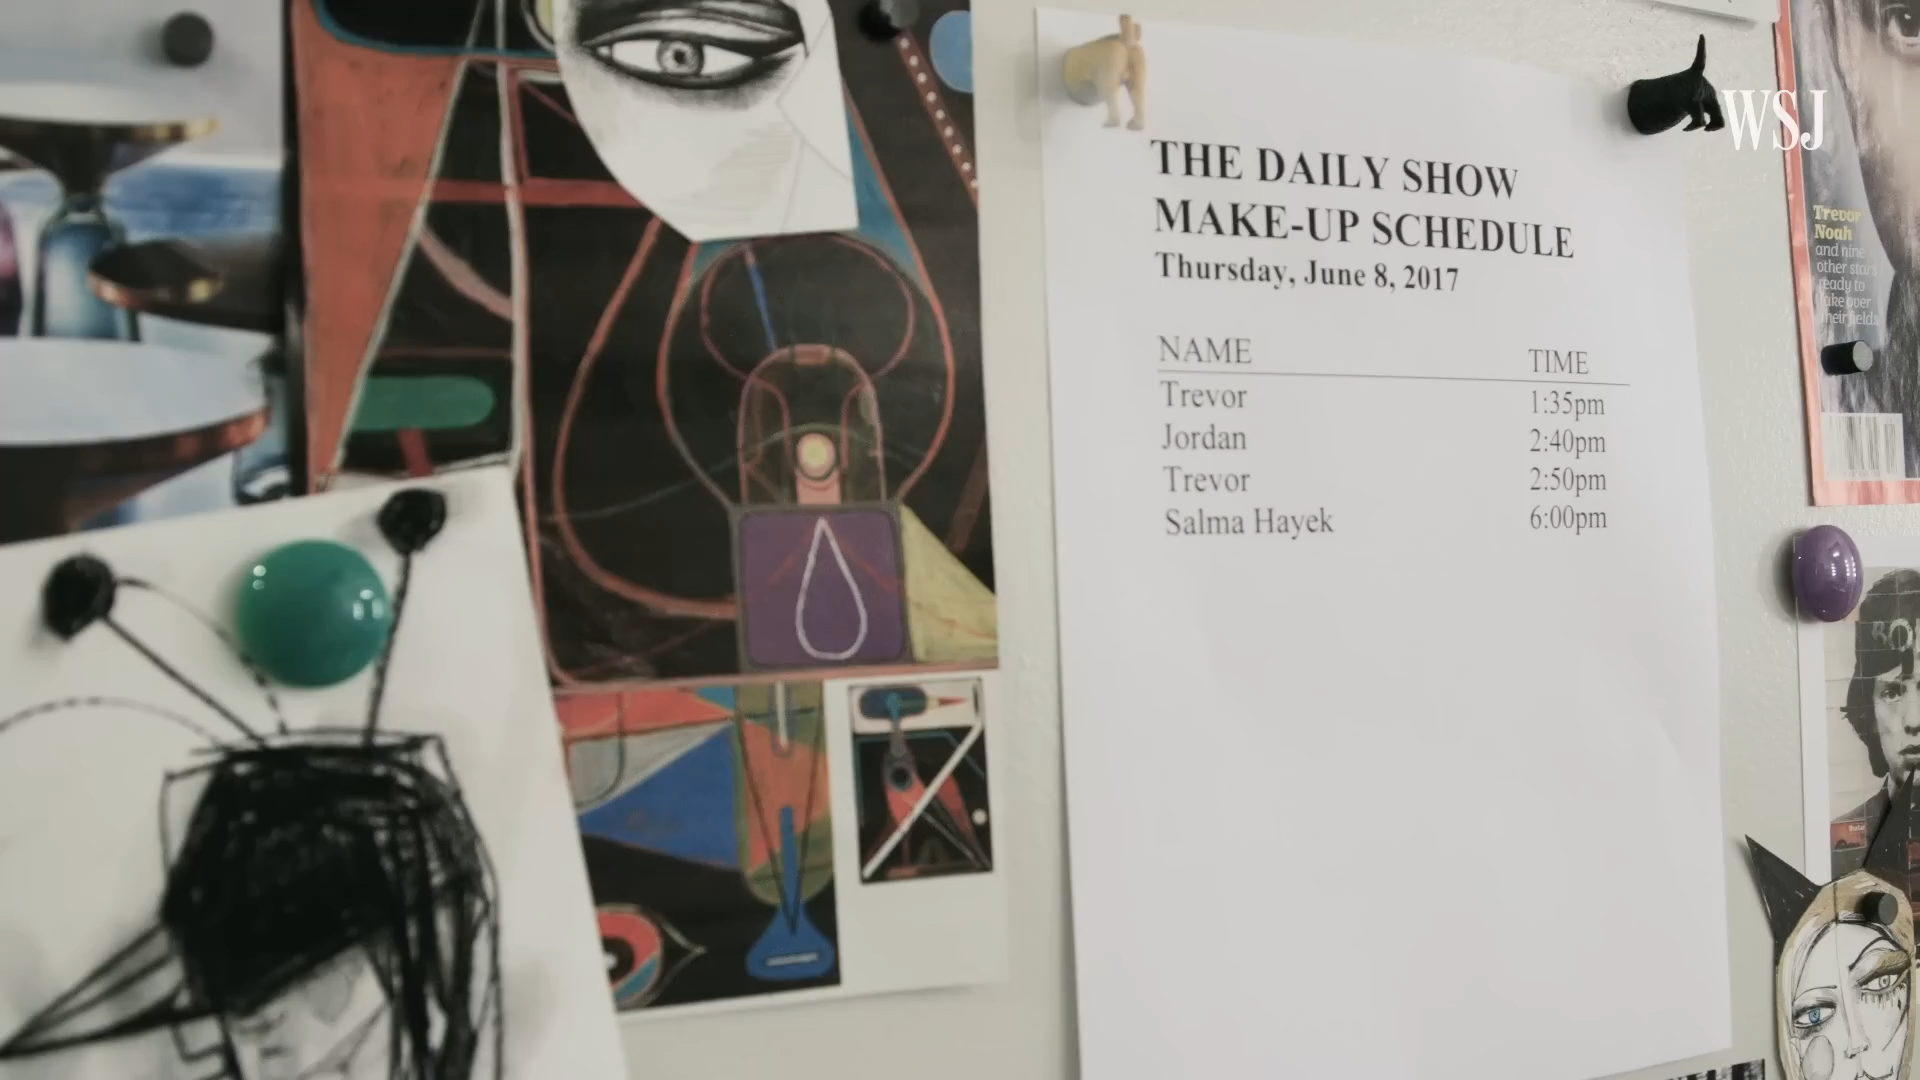 THE DAILY SHOW
MAKE-UP SCHEDULE
Thursday, June 8, 2017
NAME TIME
Trevor 1:35pm
Jordan 2:40pm
Trevor 2:50pm
Salma Hayek 6:00pm
WSJ
Trevor
Noah
and nine
other stars
ready to
take over
their fields